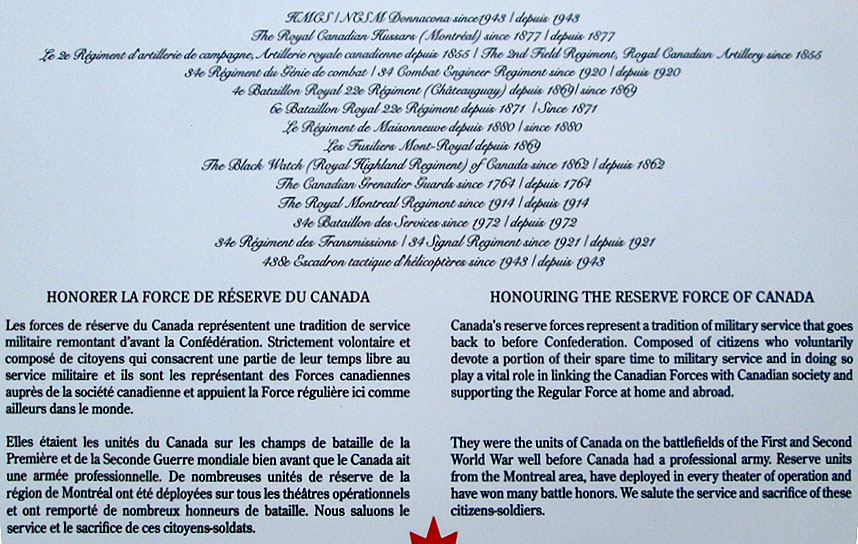 HMCS | NCSM Donnacona since 1943 | depuis 1943
The Royal Canadian Hussars (Montréal) since 1877 | depuis 1877
Le 2e Régiment d'artillerie de campagne, Artillerie royale canadienne depuis 1855 | The 2nd Field Regiment, Royal Canadian Artillery since 1855
34e Régiment du Génie de combat | 34 Combat Engineer Regiment since 1920 | depuis 1920
4e Bataillon Royal 22e Régiment (Châteauguay) depuis 1869 | since 1869
6e Bataillon Royal 22e Régiment depuis 1871 | Since 1871
Le Régiment de Maisonneuve depuis 1880 | since 1880
Les Fusiliers Mont-Royal depuis 1869
The Black Watch (Royal Highland Regiment) of Canada since 1862 | depuis 1862
The Canadian Grenadier Guards since 1764 | depuis 1764
The Royal Montreal Regiment since 1914 | depuis 1914
34e Bataillon des Services since 1972 | depuis 1972
34e Régiment des Transmissions | 34 Signal Regiment since 1921 | depuis 1921
438e Escadron tactique d'hélicoptères since 1943 | depuis 1943
HONORER LA FORCE DE RÉSERVE DU CANADA
Les forces de réserve du Canada représentent une tradition de service
militaire remontant d'avant la Confédération. Strictement volontaire et
composé de citoyens qui consacrent une partie de leur temps libre au
service militaire et ils sont les représentant des Forces canadiennes
auprès de la société canadienne et appuient la Force régulière ici comme
ailleurs dans le monde.
Elles étaient les unités du Canada sur les champs de bataille de la
Première et de la Seconde Guerre mondiale bien avant que le Canada ait
une armée professionnelle. De nombreuses unités de réserve de la
région de Montréal ont été déployées sur tous les théâtres opérationnels
et ont remporté de nombreux honneurs de bataille. Nous saluons le
service et le sacrifice de ces citoyens-soldats.
HONOURING THE RESERVE FORCE OF CANADA
Canada's reserve forces represent a tradition of military service that goes
back to before Confederation. Composed of citizens who voluntarily
devote a portion of their spare time to military service and in doing so
play a vital role in linking the Canadian Forces with Canadian society and
supporting the Regular Force at home and abroad.
They were the units of Canada on the battlefields of the First and Second
World War well before Canada had a professional army. Reserve units
from the Montreal area, have deployed in every theater of operation and
have won many battle honors. We salute the service and sacrifice of these
citizens-soldiers.